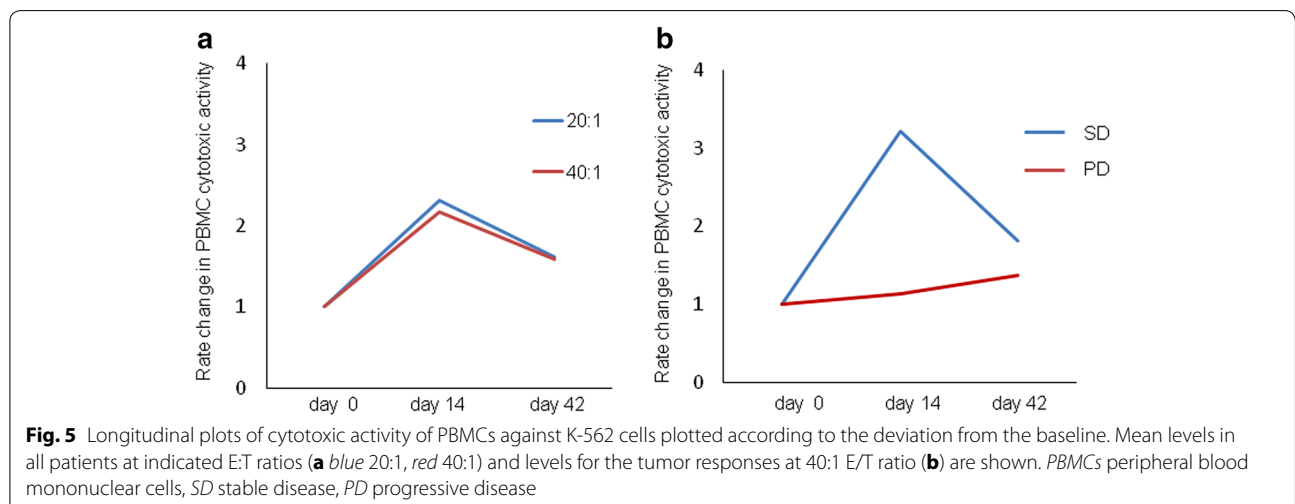 a
Rate change in PBMC cytotoxic activity
4
3
2
1
0
20:1
40:1
day 0
day 14
day 42
b
Rate change in PBMC cytotoxic activity
4
3
2
1
0
SD
PD
day 0
day 14
day 42
Fig. 5 Longitudinal plots of cytotoxic activity of PBMCs against K-562 cells plotted according to the deviation from the baseline. Mean levels in
all patients at indicated E:T ratios (a blue 20:1, red 40:1) and levels for the tumor responses at 40:1 E/T ratio (b) are shown. PBMCs peripheral blood
mononuclear cells, SD stable disease, PD progressive disease